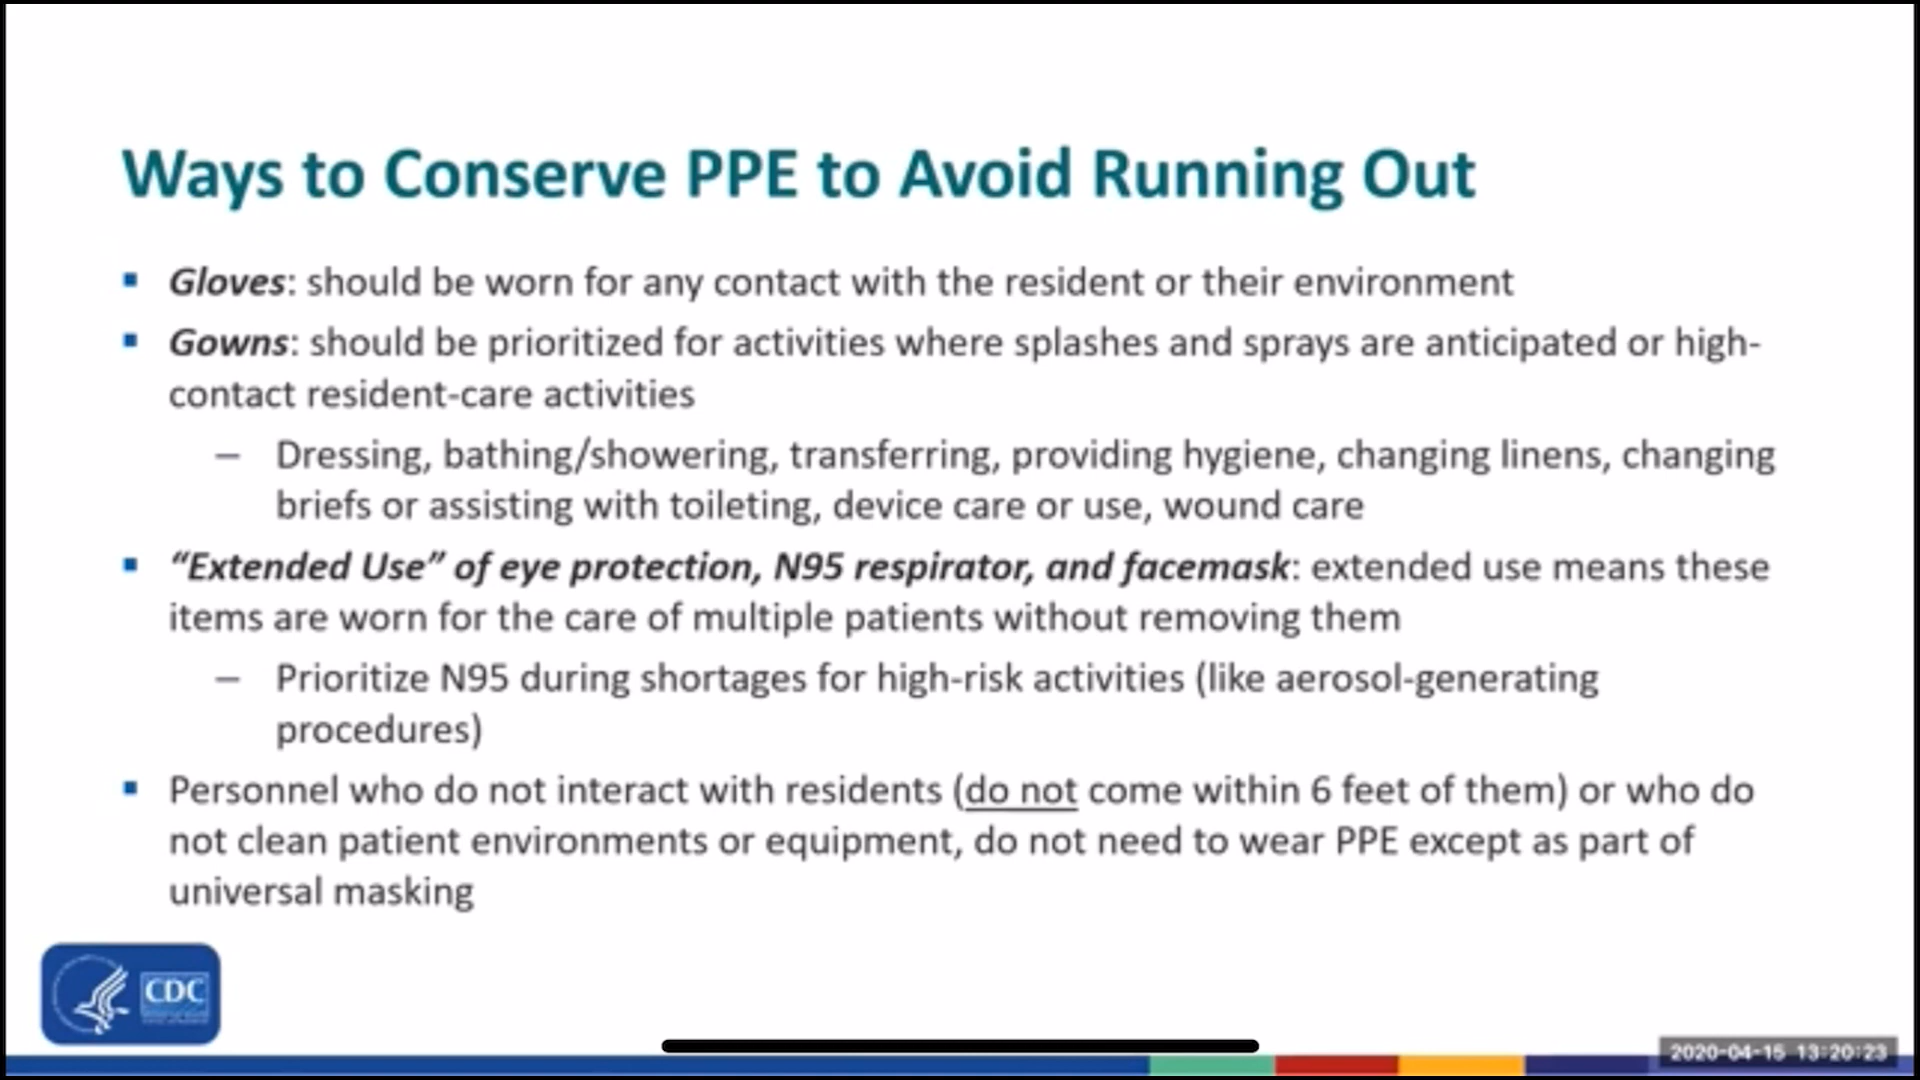 Ways to Conserve PPE to Avoid Running Out
Gloves: should be worn for any contact with the resident or their environment
Gowns: should be prioritized for activities where splashes and sprays are anticipated or high-
contact resident-care activities
– Dressing, bathing/showering, transferring, providing hygiene, changing linens, changing
briefs or assisting with toileting, device care or use, wound care
“Extended Use” of eye protection, N95 respirator, and facemask: extended use means these
items are worn for the care of multiple patients without removing them
– Prioritize N95 during shortages for high-risk activities (like aerosol-generating
procedures)
Personnel who do not interact with residents (do not come within 6 feet of them) or who do
not clean patient environments or equipment, do not need to wear PPE except as part of
universal masking
CDC
2020-04-15 13:20:23